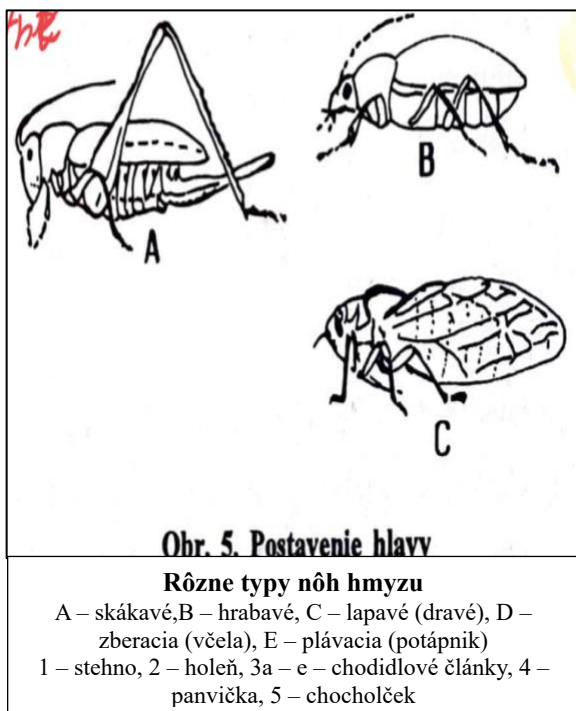 A
B
C
Obr. 5. Postavenie hlavy
Rôzne typy nôh hmyzu
A – skákavé,B – hrabavé, C – lapavé (dravé), D –
zberacia (včela), E – plávacia (potápnik)
1 – stehno, 2 – holeň, 3a – e – chodidlové články, 4 –
panvička, 5 – chocholček